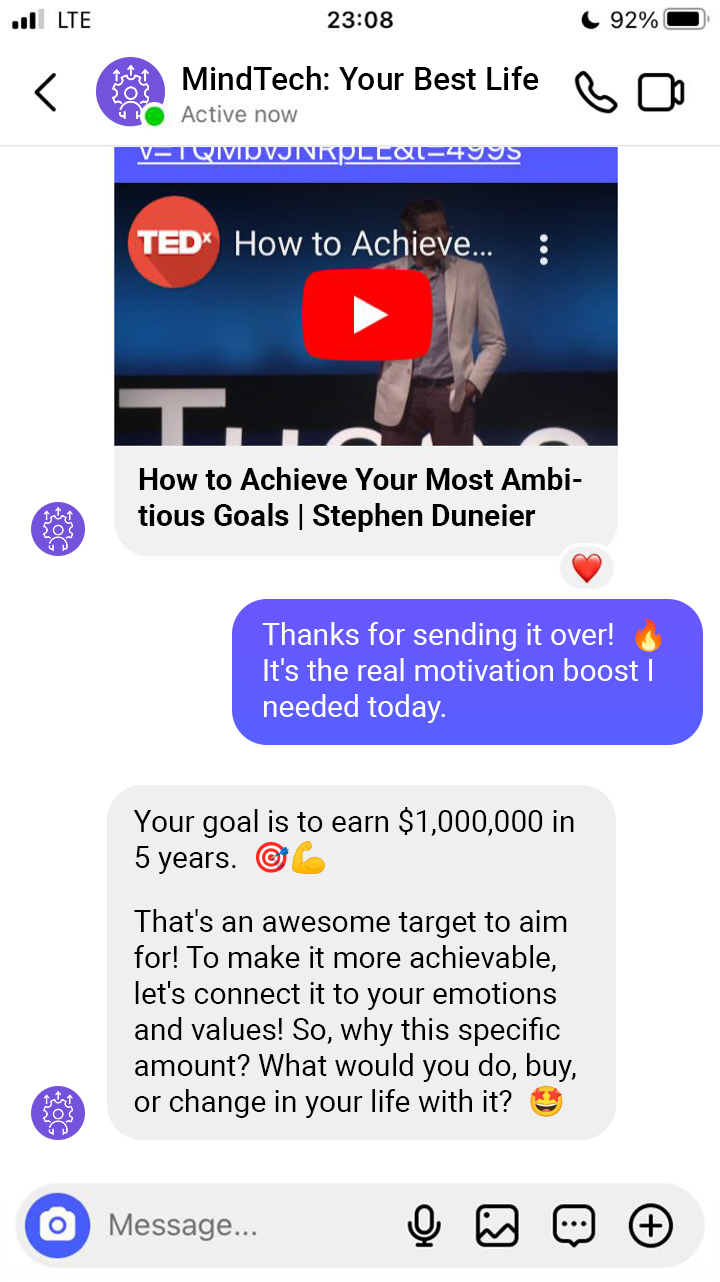 LTE
23:08
92%
MindTech: Your Best Life
Active now
TEDx
How to Achieve...
How to Achieve Your Most Ambi-
tious Goals | Stephen Duneier
Thanks for sending it over! 🔥
It's the real motivation boost I
needed today.
Your goal is to earn $1,000,000 in
5 years. 🎯💪
That's an awesome target to aim
for! To make it more achievable,
let's connect it to your emotions
and values! So, why this specific
amount? What would you do, buy,
or change in your life with it? 🤩
Message...